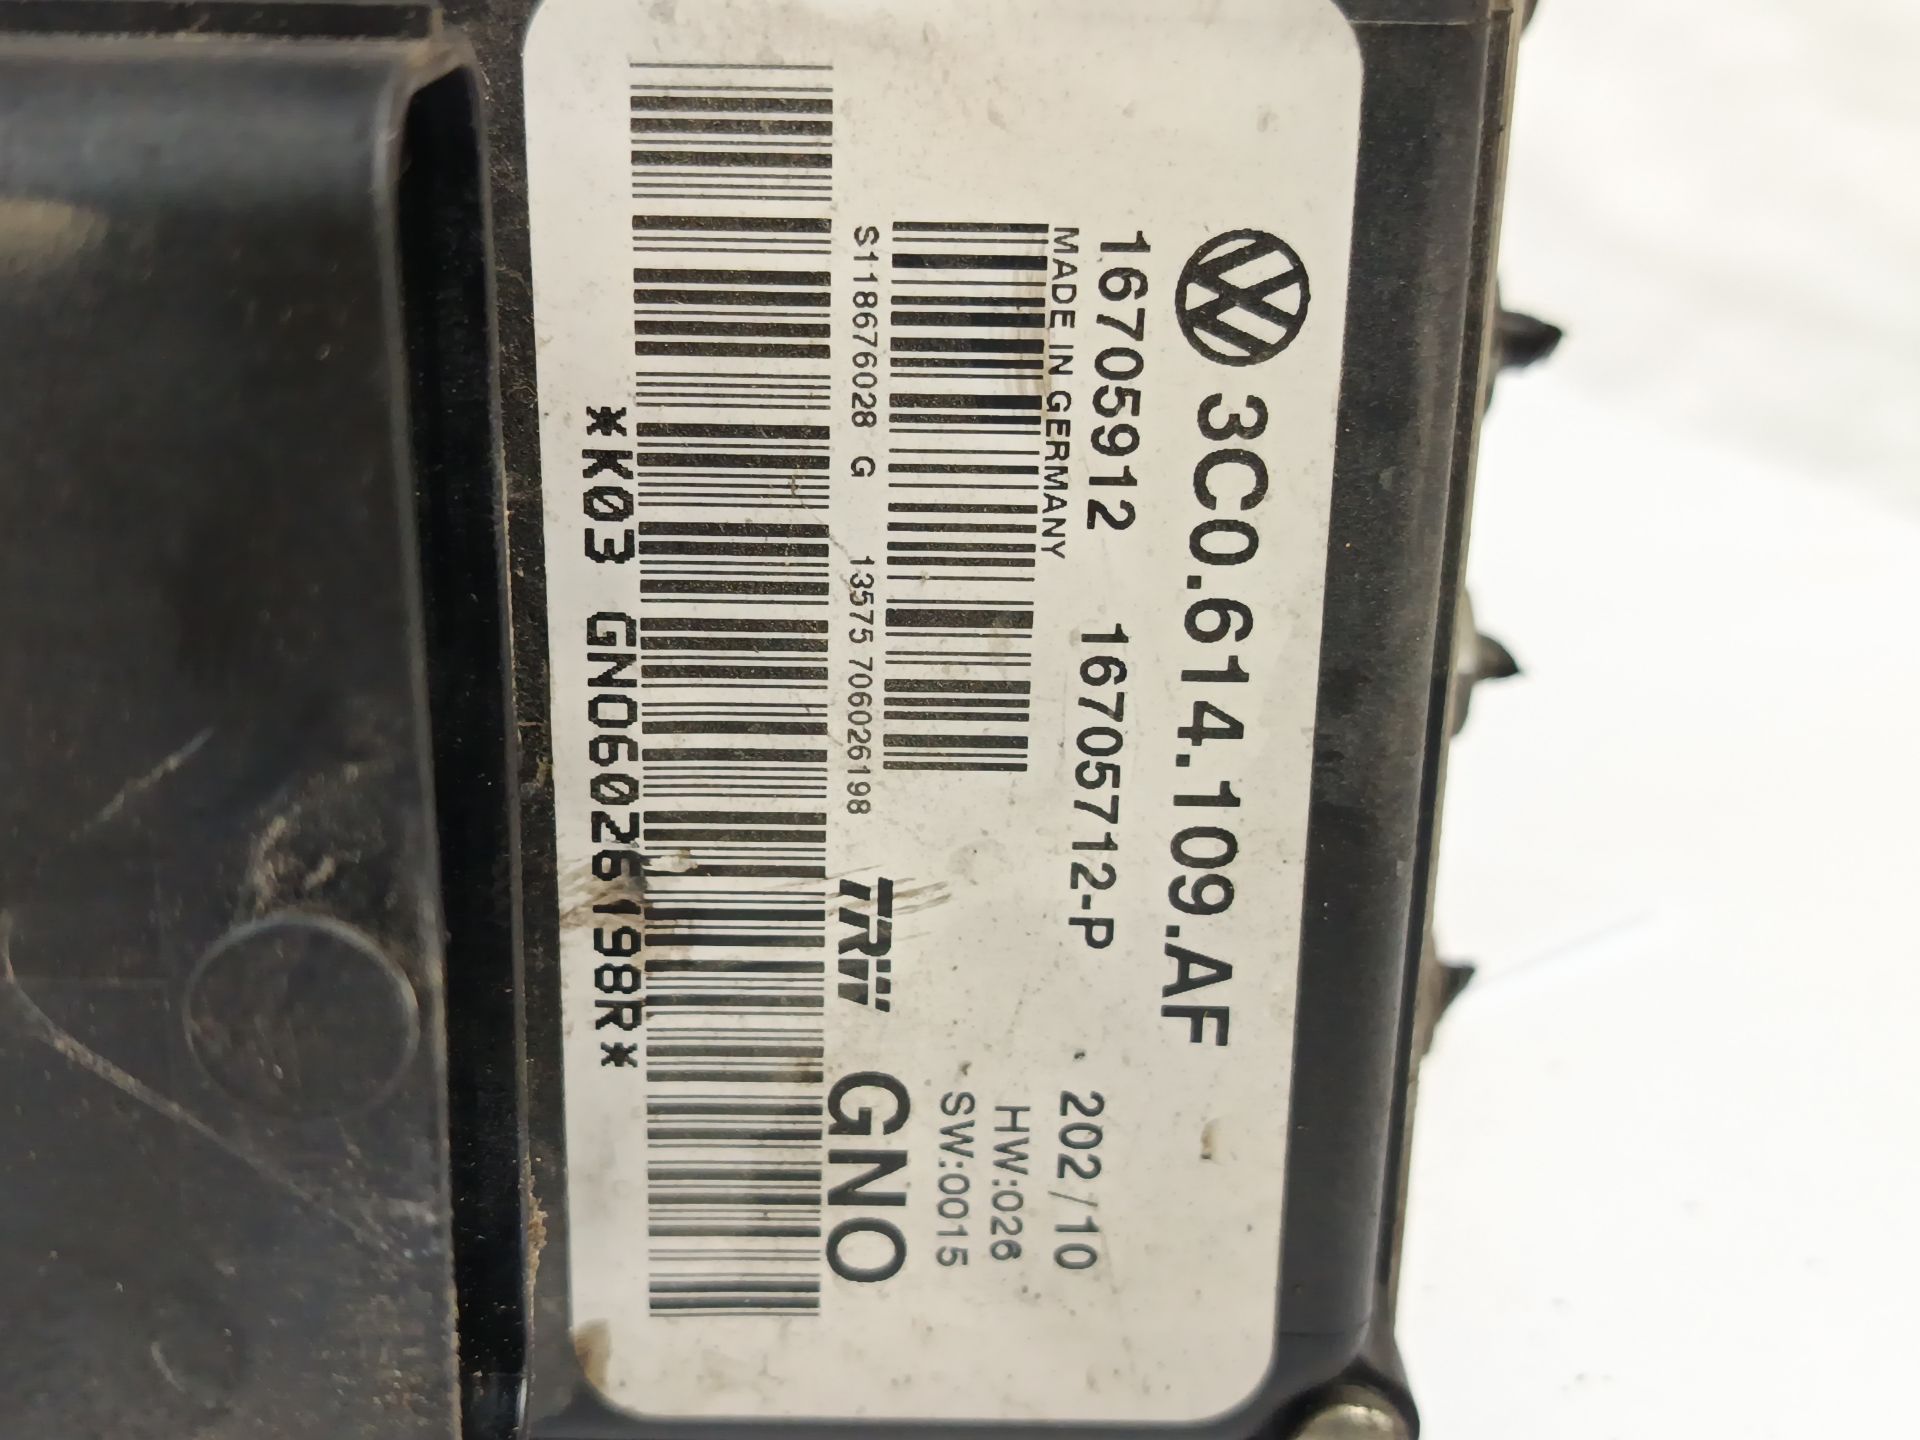 3C0.614.109.AF
16705912 16705712-P 202/10
MADE IN GERMANY
HW:026
SW:0015
S118676028 G 13575 706026198
TRW GNO
*K03 GN06026198R*